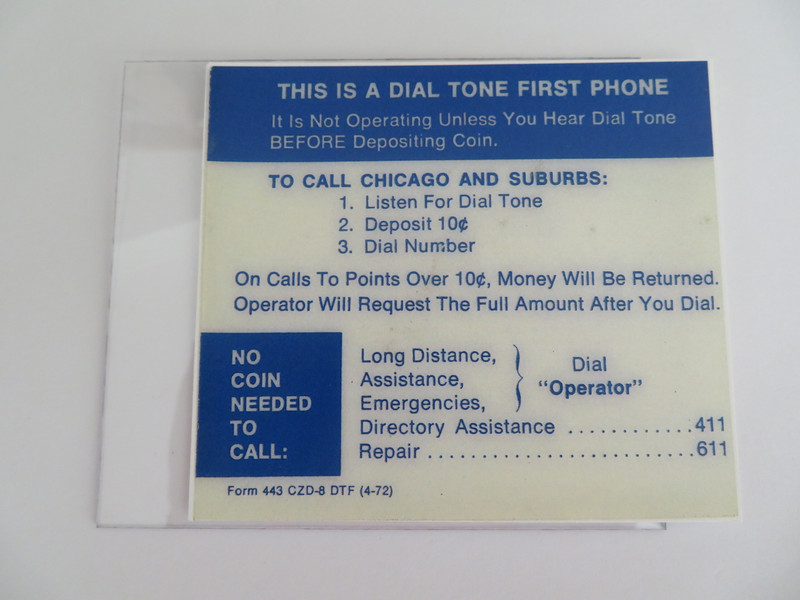 THIS IS A DIAL TONE FIRST PHONE
It Is Not Operating Unless You Hear Dial Tone
BEFORE Depositing Coin.
TO CALL CHICAGO AND SUBURBS:
1. Listen For Dial Tone
2. Deposit 10¢
3. Dial Number
On Calls To Points Over 10¢, Money Will Be Returned.
Operator Will Request The Full Amount After You Dial.
NO
COIN
NEEDED
TO
CALL:
Long Distance,
Assistance,
Emergencies,
Dial
"Operator"
Directory Assistance ............411
Repair ..........................611
Form 443 CZD-8 DTF (4-72)